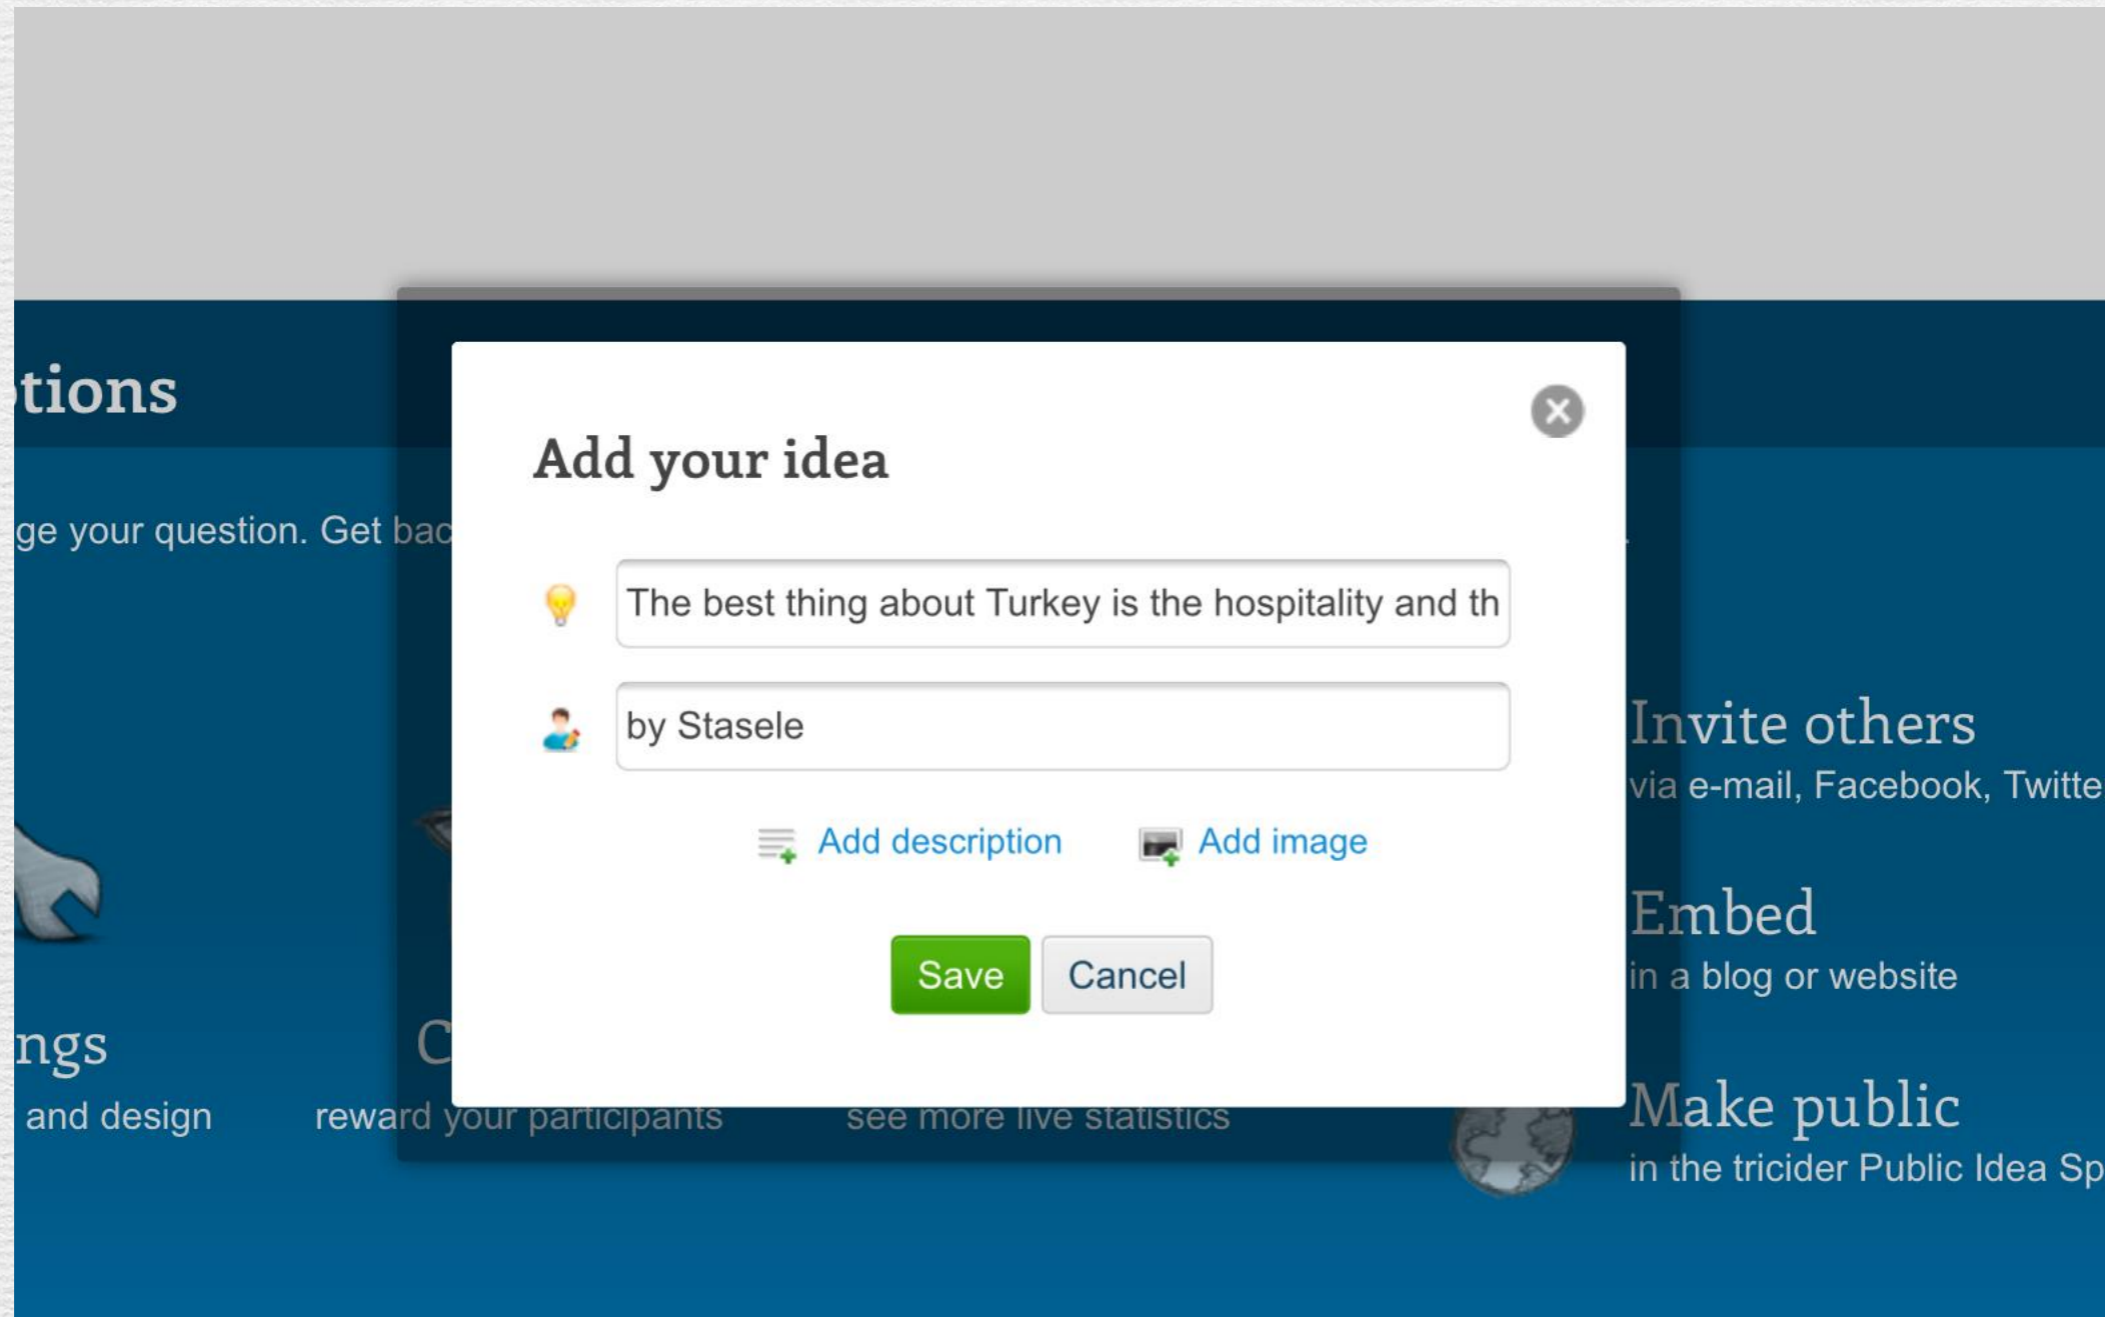 tions
Add your idea
ge your question. Get bac
The best thing about Turkey is the hospitality and th
by Stasele
Invite others
via e-mail, Facebook, Twitte
Add description Add image
Embed
Save Cancel
in a blog or website
ngs C
Make public
and design reward your participants see more live statistics
in the tricider Public Idea Sp